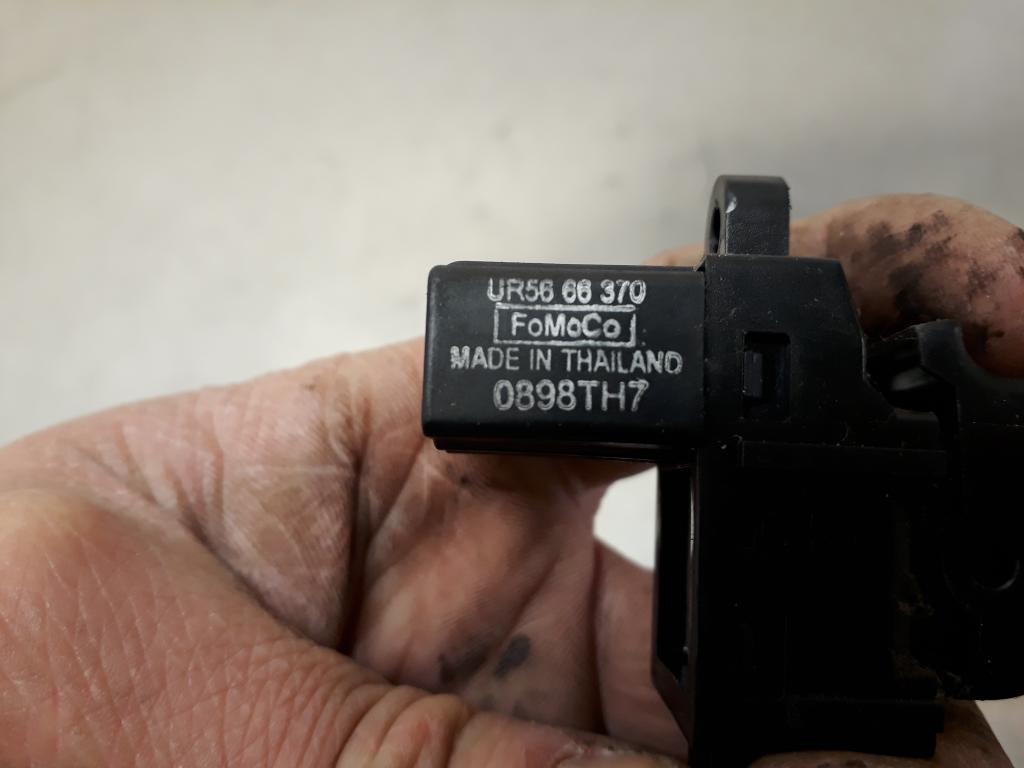 UR56 66 370
FoMoCo
MADE IN THAILAND
0898TH7